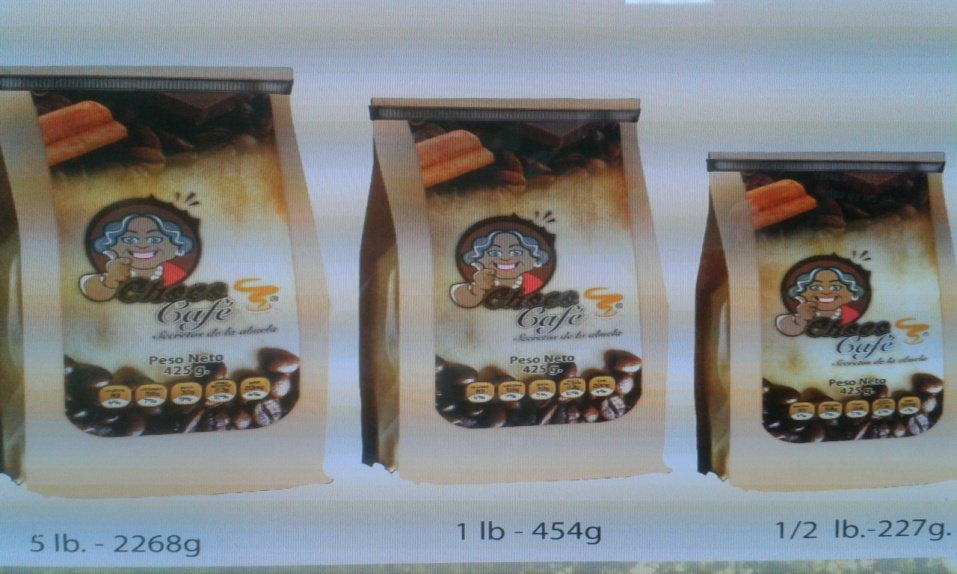 Choco
Café
Secretos de la abuela
Peso Neto
425 g.
Choco
Café
Secretos de la abuela
Peso Neto
425 g.
Choco
Café
Secretos de la abuela
Peso Neto
425 g.
5 lb. - 2268g
1 lb - 454g
1/2 lb.-227g.